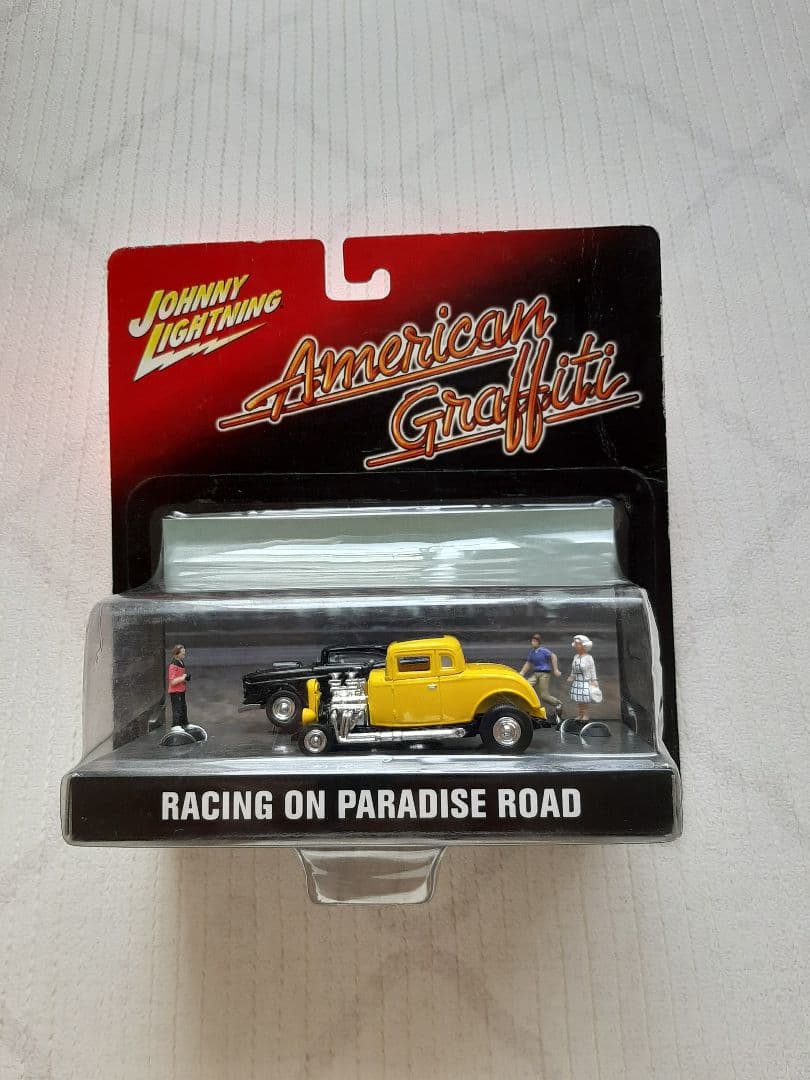 JOHNNY
LIGHTNING
American
Graffiti
RACING ON PARADISE ROAD